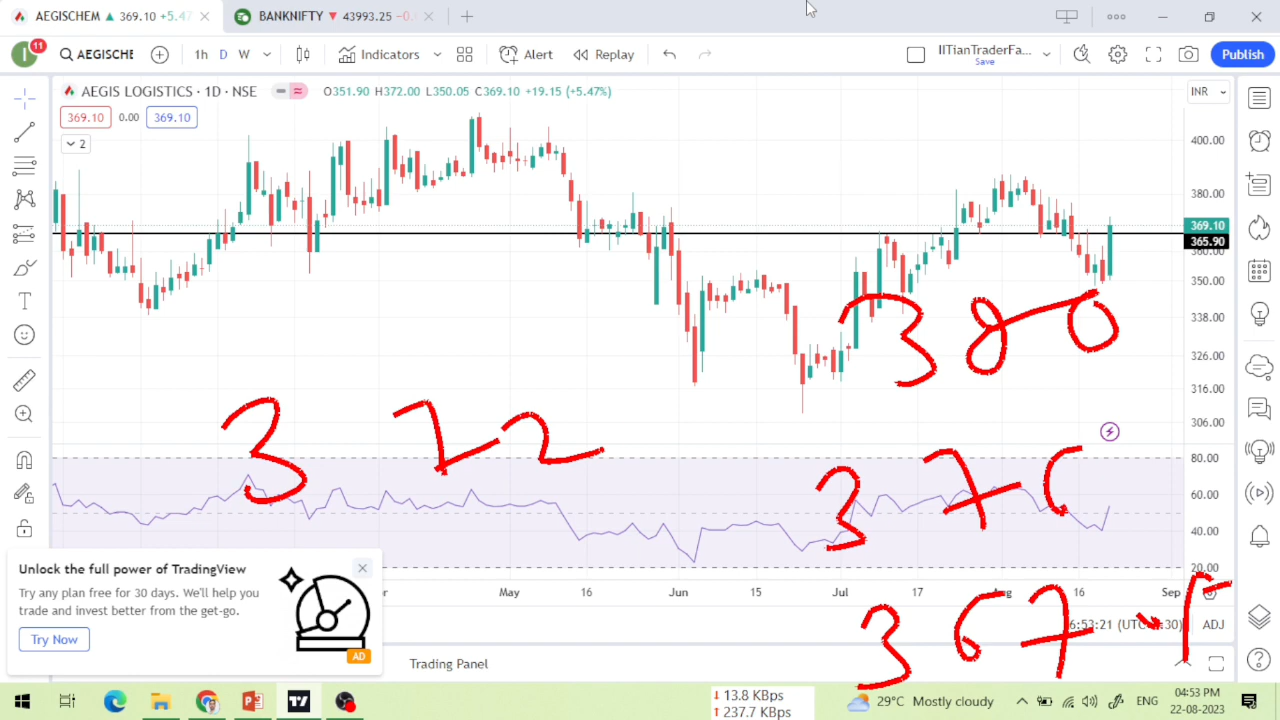 AEGISCHEM ▲ 369.10 +5.47
BANKNIFTY ▼ 43993.25 -0.
11
AEGISCHE
1h D W
Indicators
Alert
Replay
IITianTraderFa...
Save
Publish
AEGIS LOGISTICS · 1D · NSE
O351.90 H372.00 L350.05 C369.10 +19.15 (+5.47%)
INR
369.10 0.00 369.10
2
400.00
380.00
369.10
365.90
360.00
350.00
338.00
326.00
316.00
306.00
380
3 72
80.00
60.00
40.00
20.00
May 16 Jun 15 Jul 17 Aug 16 Sep
Unlock the full power of TradingView
Try any plan free for 30 days. We'll help you
trade and invest better from the get-go.
Try Now
AD
ADJ
Trading Panel
13.8 KBps
237.7 KBps
29°C Mostly cloudy
ENG
04:53 PM
22-08-2023